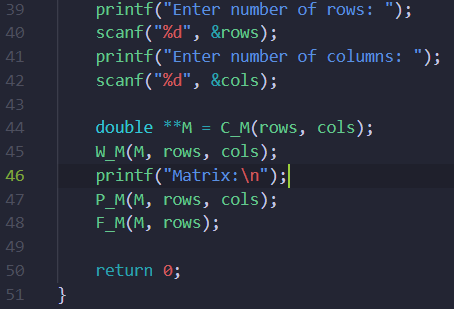 39 printf("Enter number of rows: ");
40 scanf("%d", &rows);
41 printf("Enter number of columns: ");
42 scanf("%d", &cols);
43
44 double **M = C_M(rows, cols);
45 W_M(M, rows, cols);
46 printf("Matrix:\n");
47 P_M(M, rows, cols);
48 F_M(M, rows);
49
50 return 0;
51 }